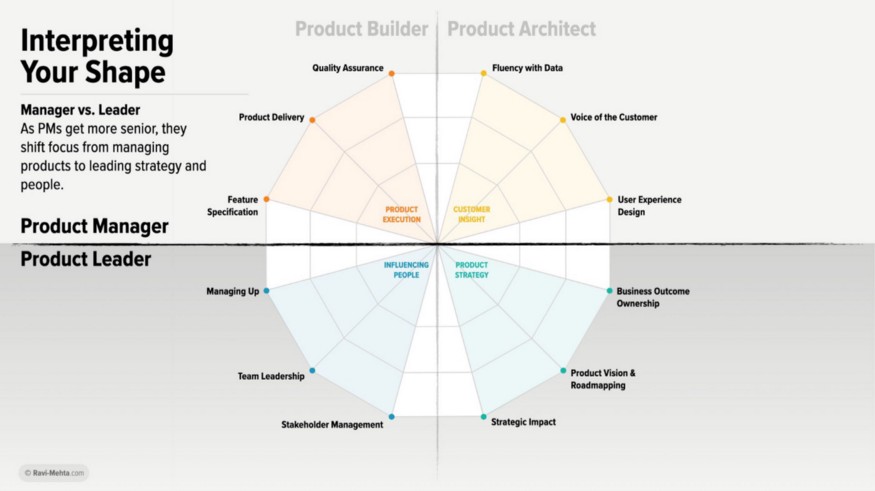 Interpreting
Your Shape
Manager vs. Leader
As PMs get more senior, they
shift focus from managing
products to leading strategy and
people.
Product Manager
Product Leader
Product Builder
Product Architect
Quality Assurance
Product Delivery
Feature
Specification
PRODUCT
EXECUTION
Fluency with Data
Voice of the Customer
User Experience
Design
CUSTOMER
INSIGHT
INFLUENCING
PEOPLE
Managing Up
Team Leadership
Stakeholder Management
PRODUCT
STRATEGY
Business Outcome
Ownership
Product Vision &
Roadmapping
Strategic Impact
© Ravi-Mehta.com